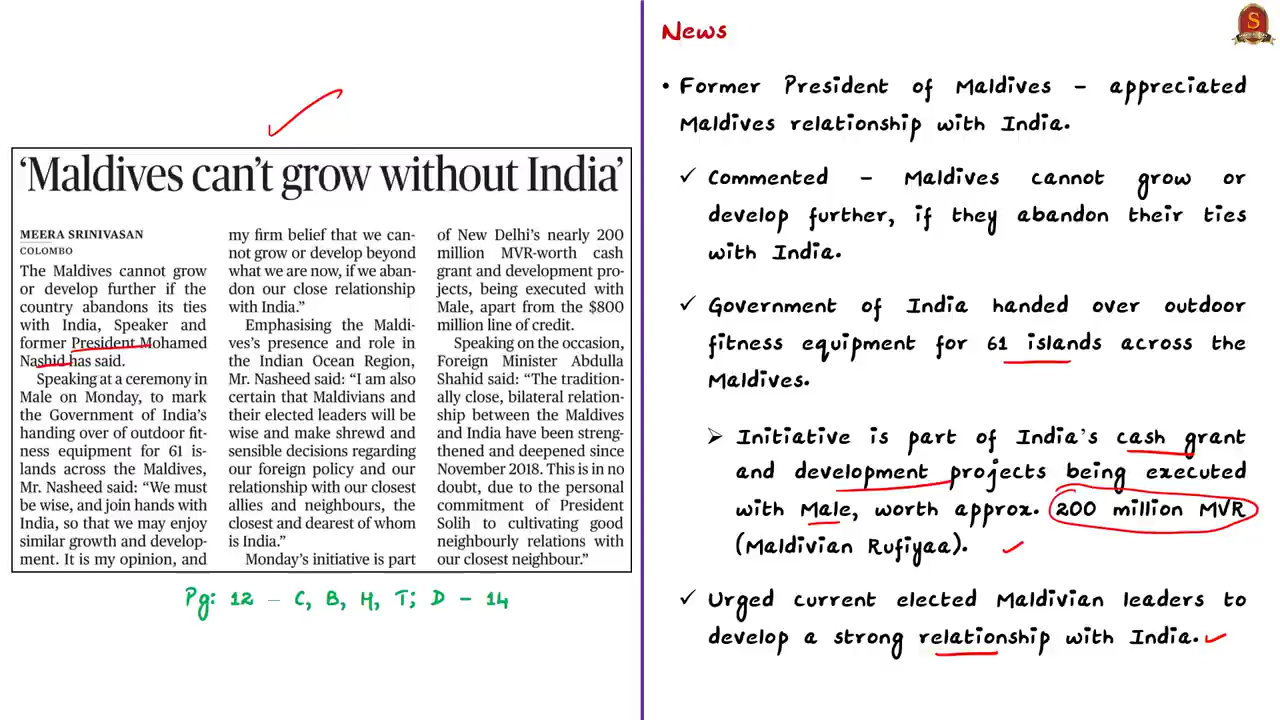 ‘Maldives can’t grow without India’
MEERA SRINIVASAN
COLOMBO
The Maldives cannot grow
or develop further if the
country abandons its ties
with India, Speaker and
former President Mohamed
Nashid has said.
Speaking at a ceremony in
Male on Monday, to mark
the Government of India’s
handing over of outdoor fit-
ness equipment for 61 is-
lands across the Maldives,
Mr. Nasheed said: “We must
be wise, and join hands with
India, so that we may enjoy
similar growth and develop-
ment. It is my opinion, and
my firm belief that we can-
not grow or develop beyond
what we are now, if we aban-
don our close relationship
with India.”
Emphasising the Maldi-
ves’s presence and role in
the Indian Ocean Region,
Mr. Nasheed said: “I am also
certain that Maldivians and
their elected leaders will be
wise and make shrewd and
sensible decisions regarding
our foreign policy and our
relationship with our closest
allies and neighbours, the
closest and dearest of whom
is India.”
Monday’s initiative is part
of New Delhi’s nearly 200
million MVR-worth cash
grant and development pro-
jects, being executed with
Male, apart from the $800
million line of credit.
Speaking on the occasion,
Foreign Minister Abdulla
Shahid said: “The tradition-
ally close, bilateral relation-
ship between the Maldives
and India have been streng-
thened and deepened since
November 2018. This is in no
doubt, due to the personal
commitment of President
Solih to cultivating good
neighbourly relations with
our closest neighbour.”
Pg: 12 – C, B, H, T; D – 14
News
• Former President of Maldives – appreciated
Maldives relationship with India.
✓ Commented – Maldives cannot grow or
develop further, if they abandon their ties
with India.
✓ Government of India handed over outdoor
fitness equipment for 61 islands across the
Maldives.
➢ Initiative is part of India’s cash grant
and development projects being executed
with Male, worth approx. 200 million MVR
(Maldivian Rufiyaa).
✓ Urged current elected Maldivian leaders to
develop a strong relationship with India.
S